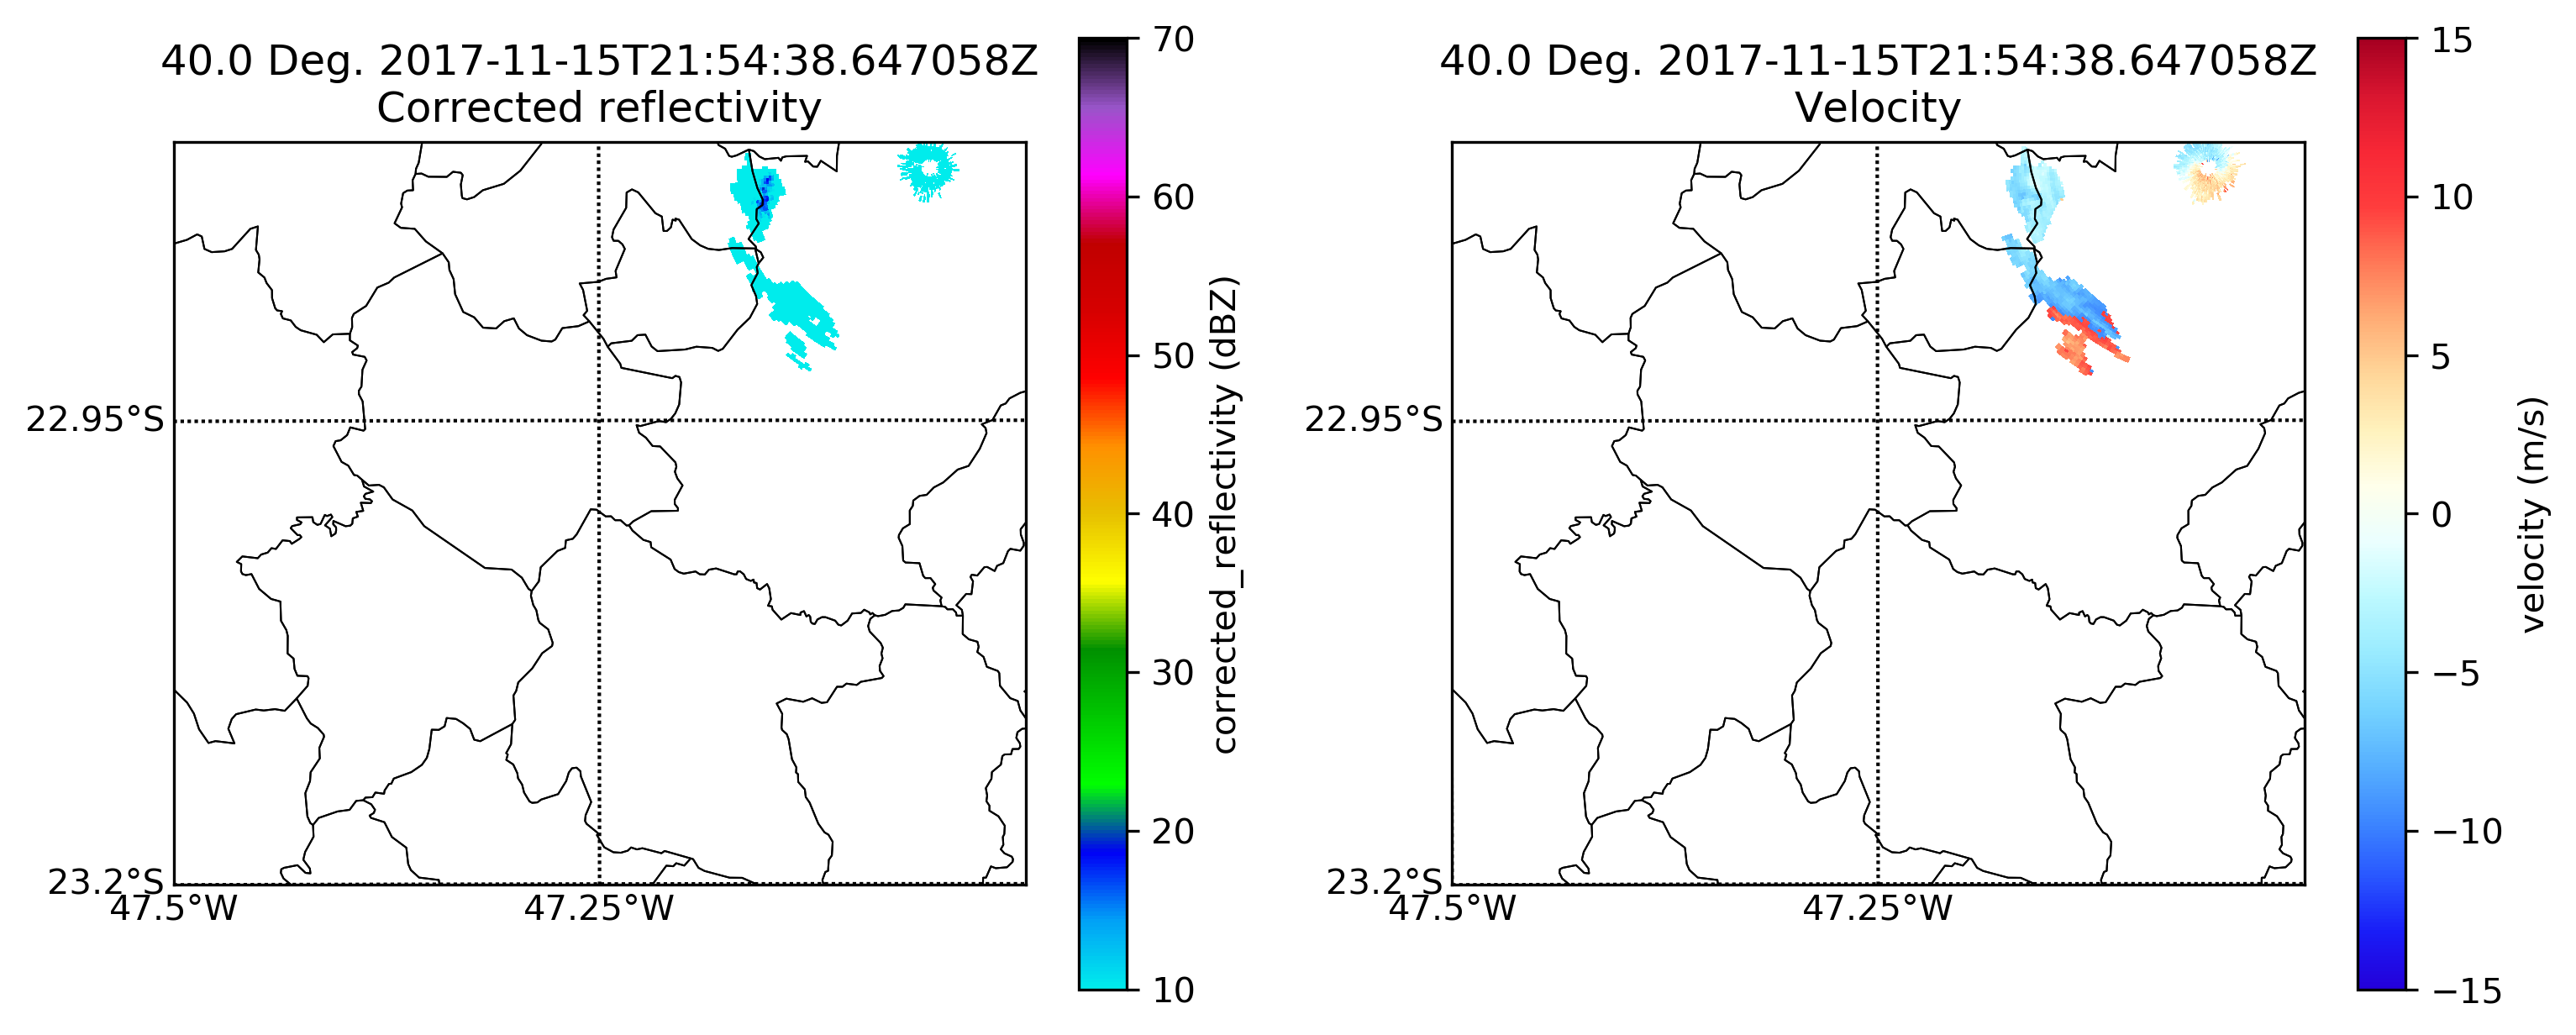 40.0 Deg. 2017-11-15T21:54:38.647058Z
Corrected reflectivity
22.95°S
23.2°S
47.5°W
47.25°W
70
60
50
40
30
20
10
corrected_reflectivity (dBZ)
40.0 Deg. 2017-11-15T21:54:38.647058Z
Velocity
22.95°S
23.2°S
47.5°W
47.25°W
15
10
5
0
−5
−10
−15
velocity (m/s)